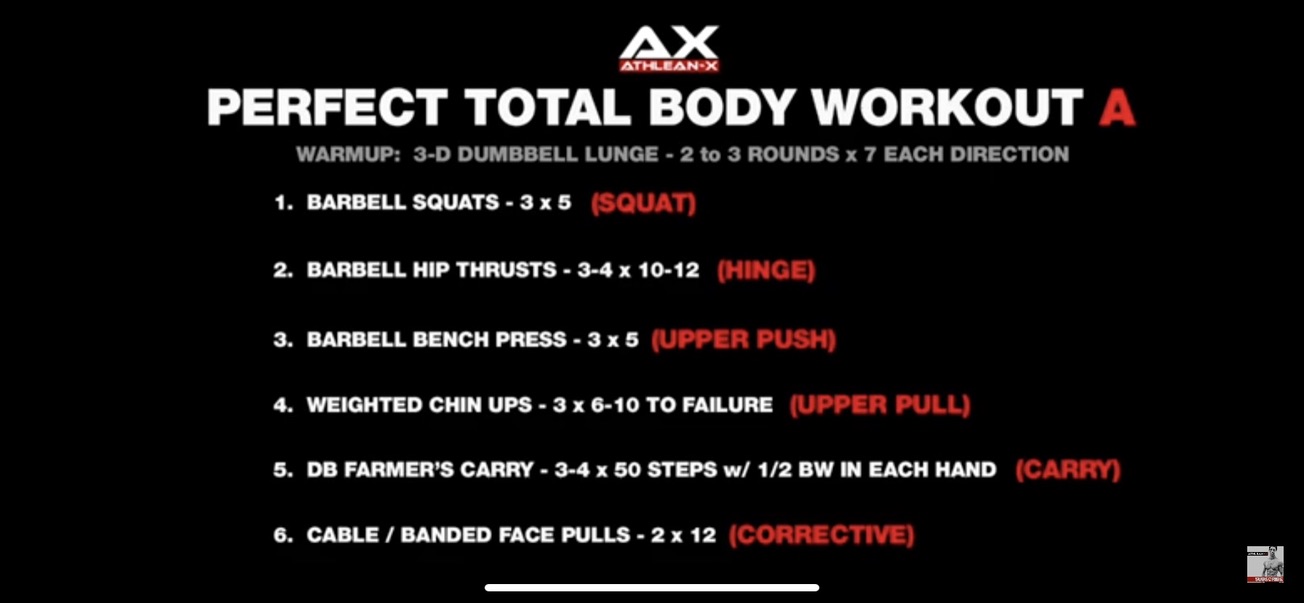 AX
ATHLEAN-X
PERFECT TOTAL BODY WORKOUT A
WARMUP: 3-D DUMBBELL LUNGE - 2 to 3 ROUNDS x 7 EACH DIRECTION
1. BARBELL SQUATS - 3 x 5 (SQUAT)
2. BARBELL HIP THRUSTS - 3-4 x 10-12 (HINGE)
3. BARBELL BENCH PRESS - 3 x 5 (UPPER PUSH)
4. WEIGHTED CHIN UPS - 3 x 6-10 TO FAILURE (UPPER PULL)
5. DB FARMER'S CARRY - 3-4 x 50 STEPS w/ 1/2 BW IN EACH HAND (CARRY)
6. CABLE / BANDED FACE PULLS - 2 x 12 (CORRECTIVE)
SUBSCRIBE